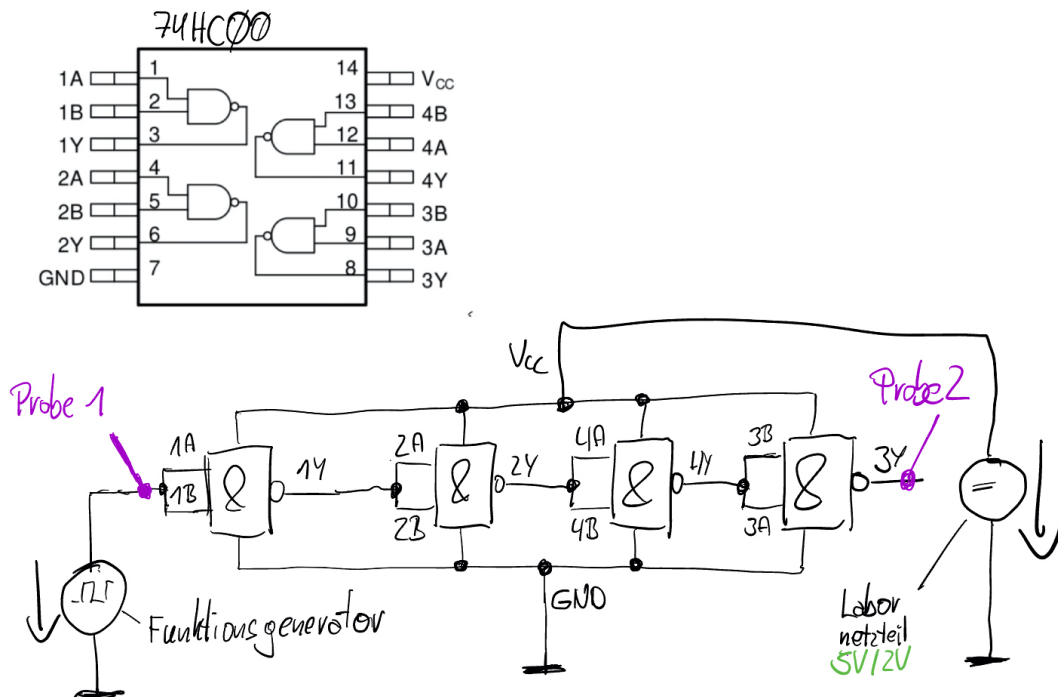 74HC00
1A 1 14 VCC
1B 2 13 4B
1Y 3 12 4A
2A 4 11 4Y
2B 5 10 3B
2Y 6 9 3A
GND 7 8 3Y
Vcc
Probe 1
Probe 2
1A 2A 4A 3B
& 1Y & 2Y & 4Y & 3Y
1B 2B 4B 3A
Funktionsgenerator
GND
Labor
netzteil
5V/2V